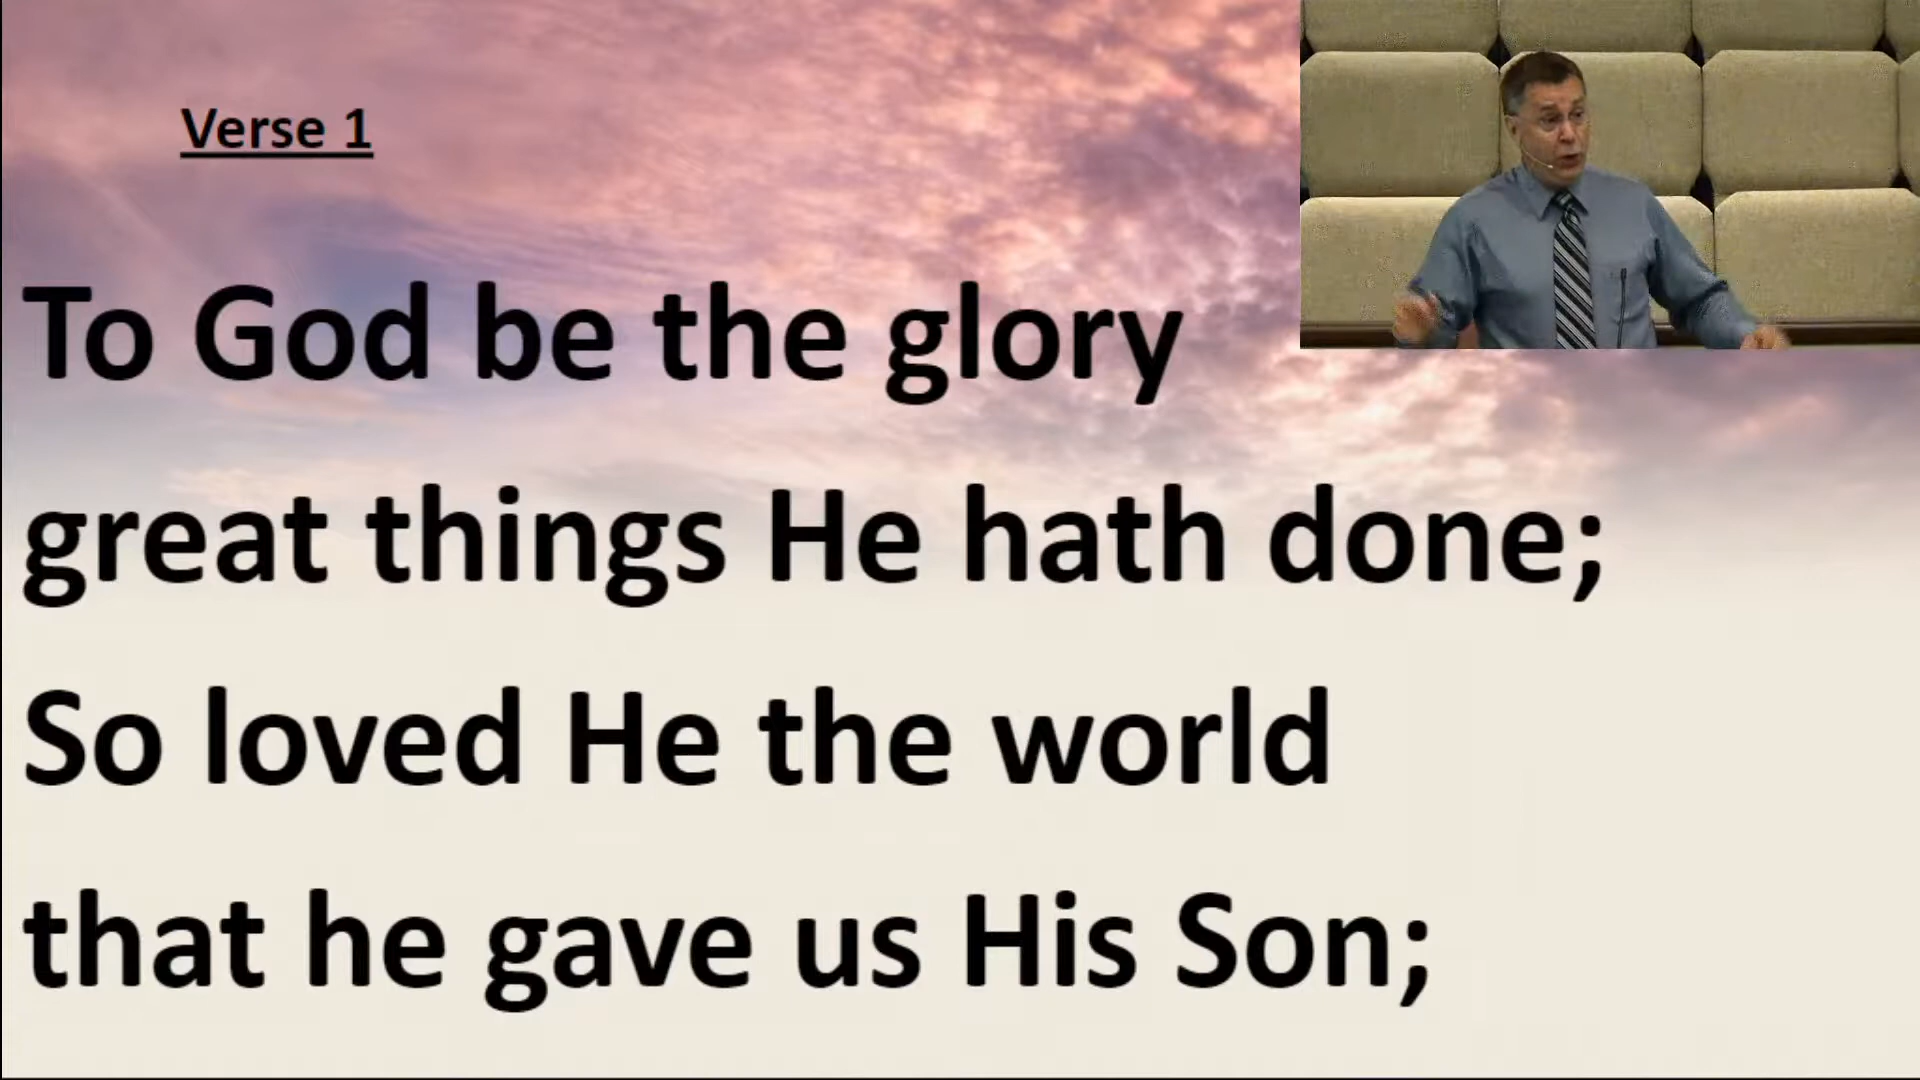 Verse 1
To God be the glory
great things He hath done;
So loved He the world
that he gave us His Son;